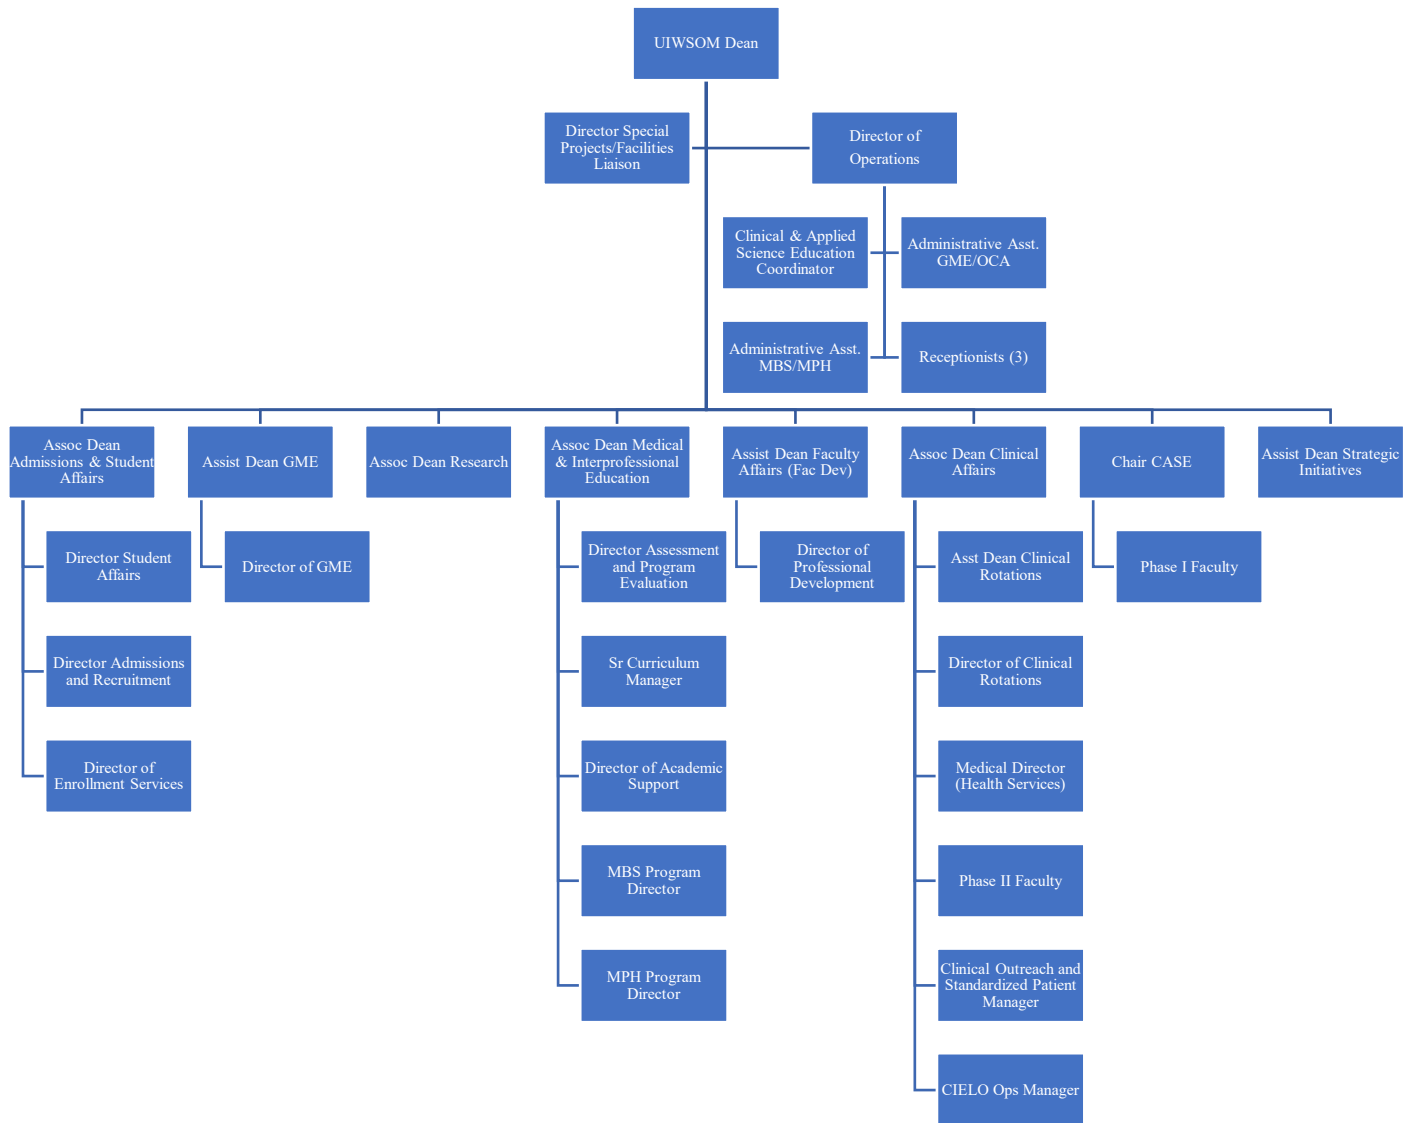 UIWSOM Dean
Director Special
Projects/Facilities
Liaison
Director of
Operations
Clinical & Applied
Science Education
Coordinator
Administrative Asst.
GME/OCA
Administrative Asst.
MBS/MPH
Receptionists (3)
Assoc Dean
Admissions & Student
Affairs
Assist Dean GME
Assoc Dean Research
Assoc Dean Medical
& Interprofessional
Education
Assist Dean Faculty
Affairs (Fac Dev)
Assoc Dean Clinical
Affairs
Chair CASE
Assist Dean Strategic
Initiatives
Director Student
Affairs
Director of GME
Director Assessment
and Program
Evaluation
Director of
Professional
Development
Asst Dean Clinical
Rotations
Phase I Faculty
Director Admissions
and Recruitment
Sr Curriculum
Manager
Director of Clinical
Rotations
Director of
Enrollment Services
Director of Academic
Support
Medical Director
(Health Services)
MBS Program
Director
Phase II Faculty
MPH Program
Director
Clinical Outreach and
Standardized Patient
Manager
CIELO Ops Manager